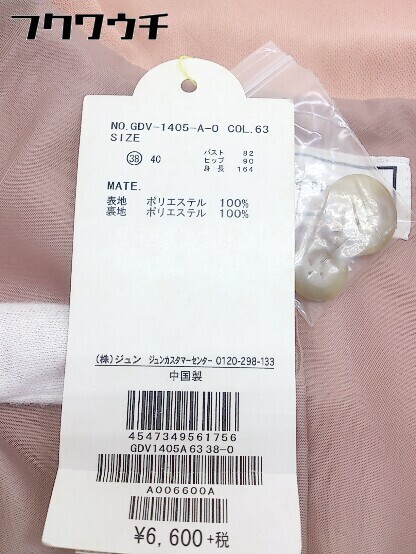 フクワウチ
NO.GDV-1405-A-0 COL.63
SIZE
38 40
バスト 82
ヒップ 90
身長 164
MATE.
表地 ポリエステル 100%
裏地 ポリエステル 100%
(株)ジュン ジュンカスタマーセンター 0120-298-133
中国製
4547349561756
GDV1405A6338-0
A006600A
¥6,600+税